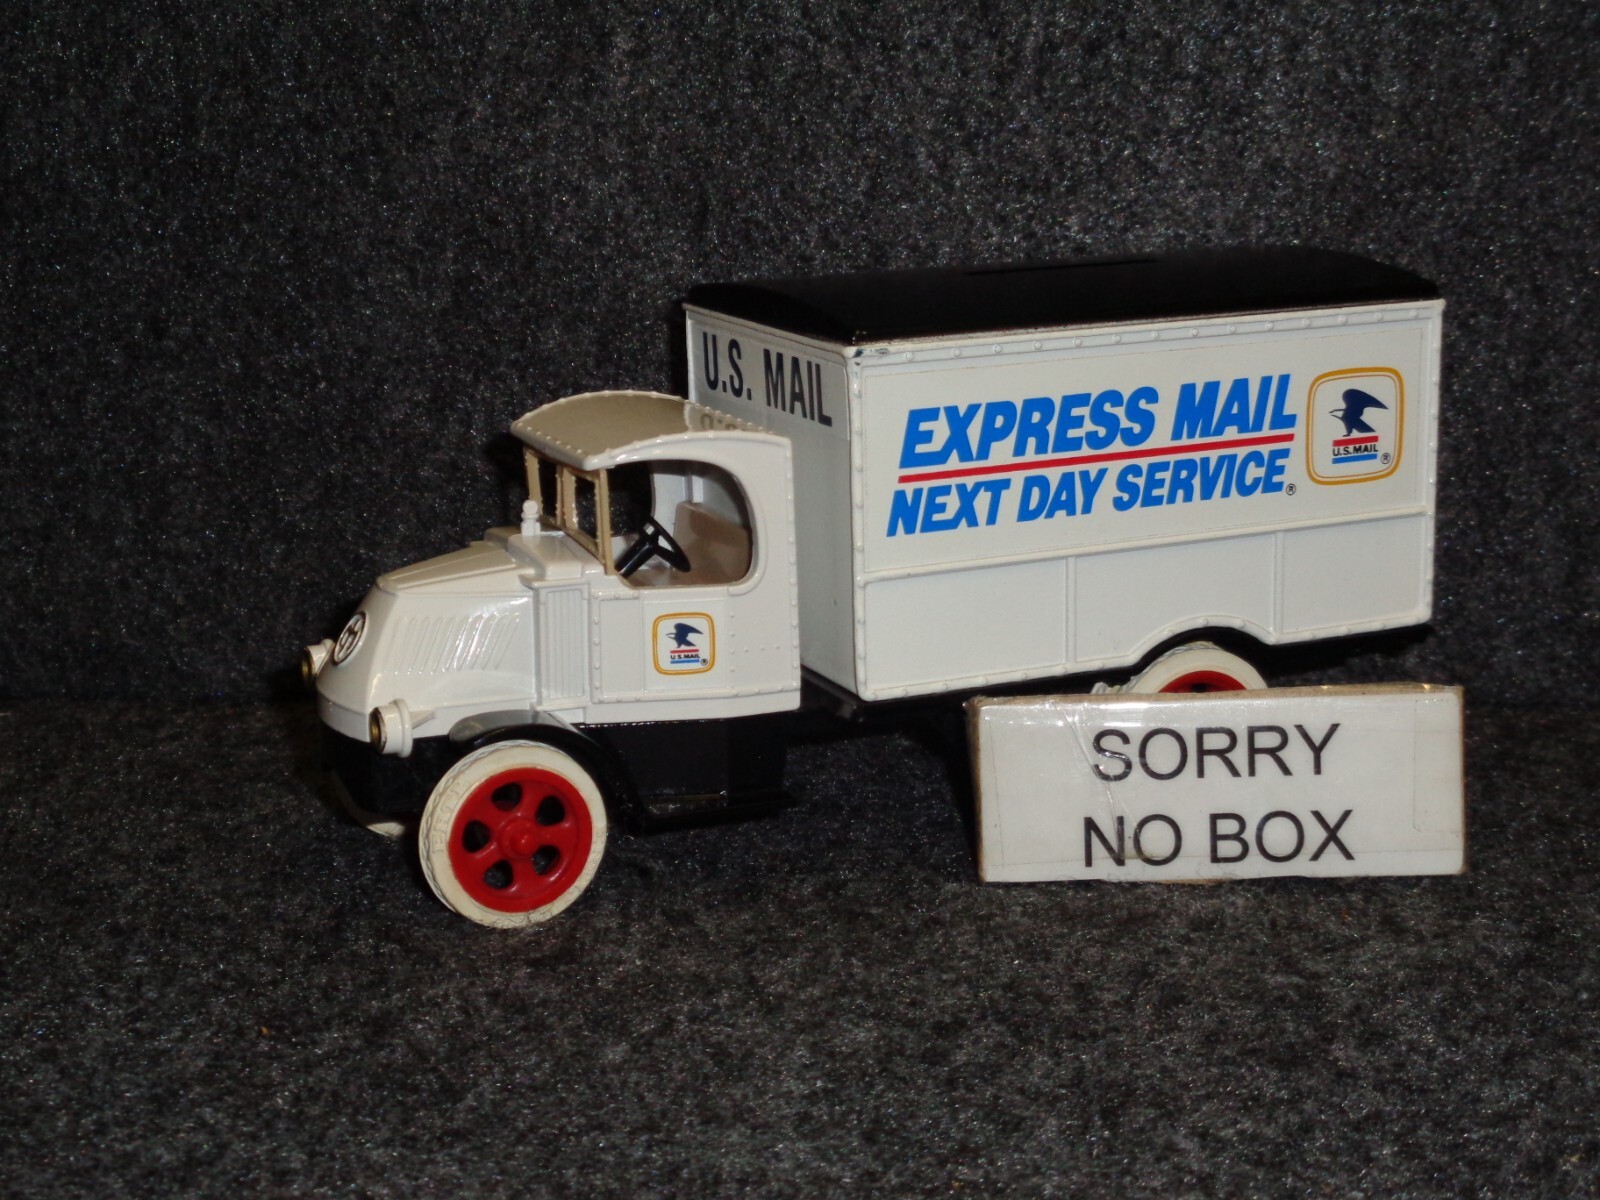 U.S. MAIL
EXPRESS MAIL
NEXT DAY SERVICE®
U.S.MAIL ®
U.S.MAIL ®
SORRY
NO BOX